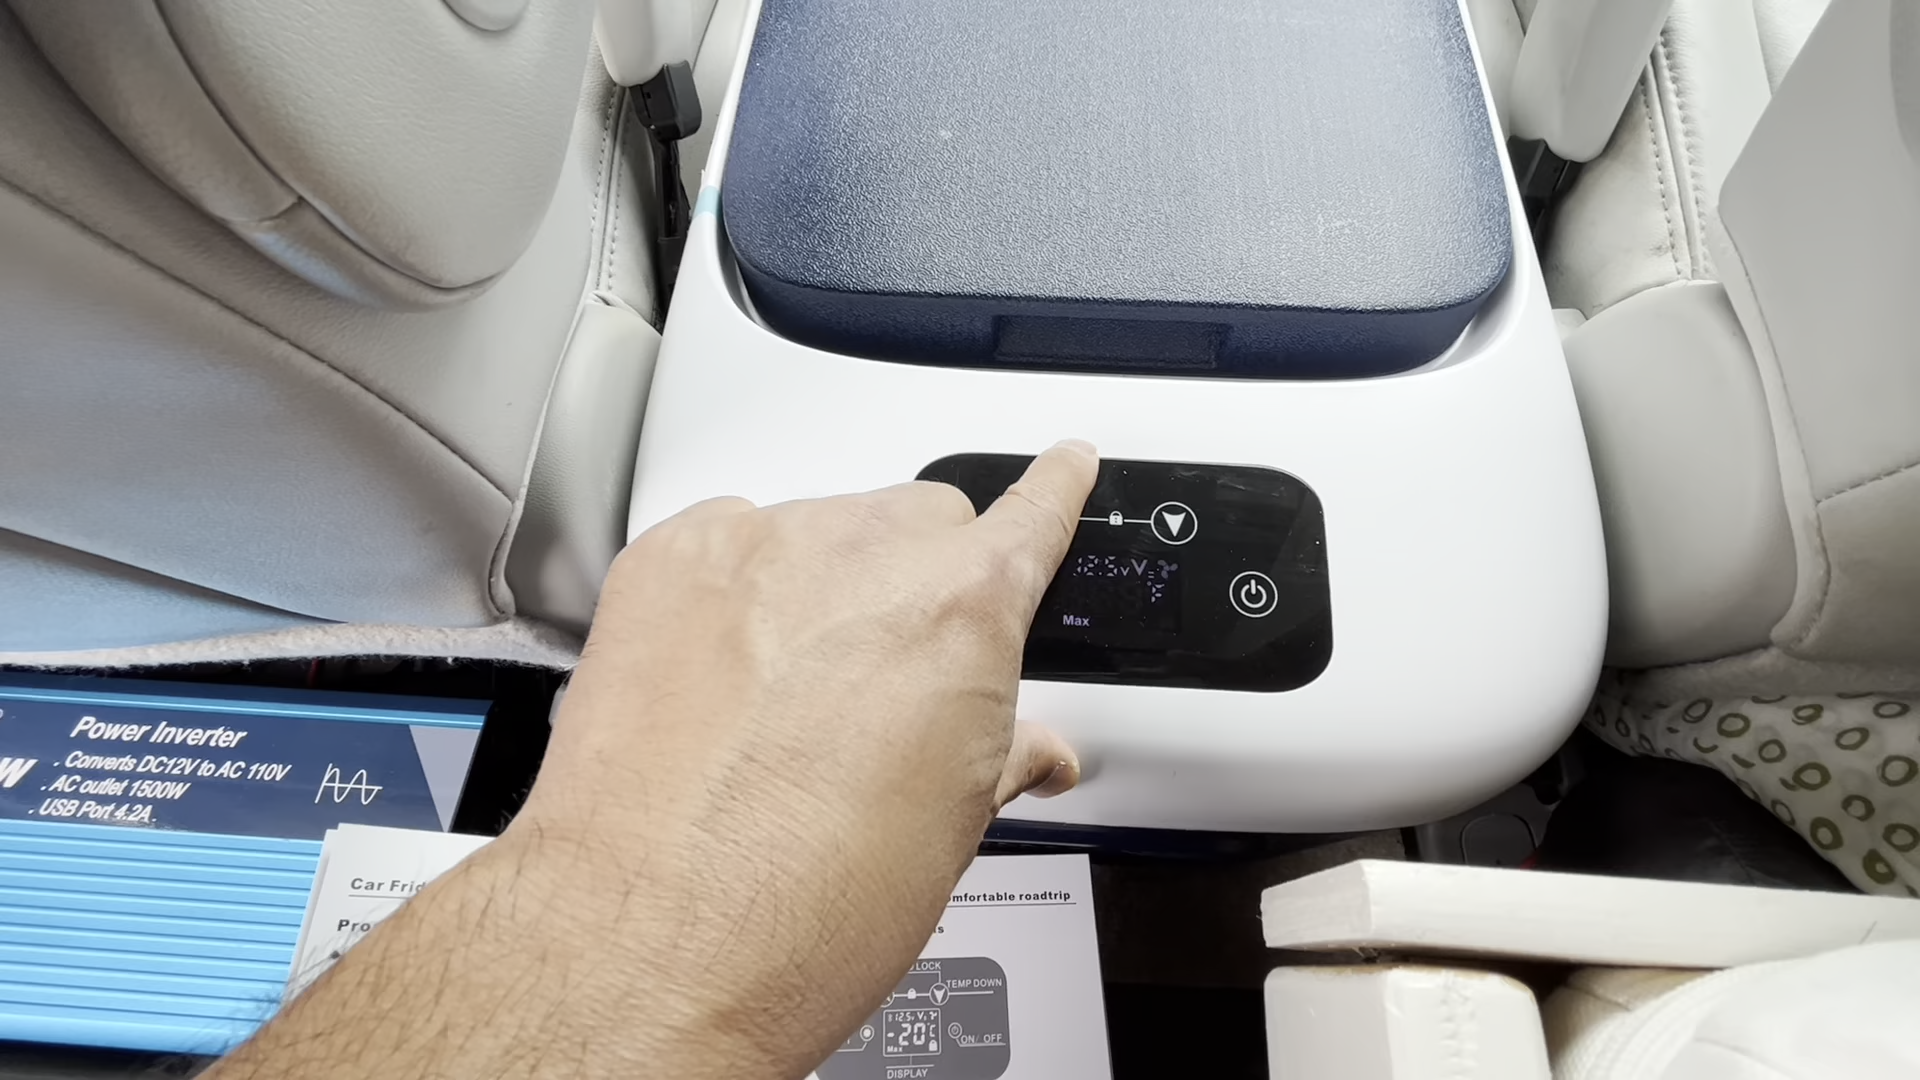 12.5v V
Max
Power Inverter
W
. Converts DC12V to AC 110V
. AC outlet 1500W
. USB Port 4.2A.
Car Frid
Pro
mfortable roadtrip
LOCK
TEMP DOWN
12.5v V
-20°C
Max
ON/ OFF
DISPLAY